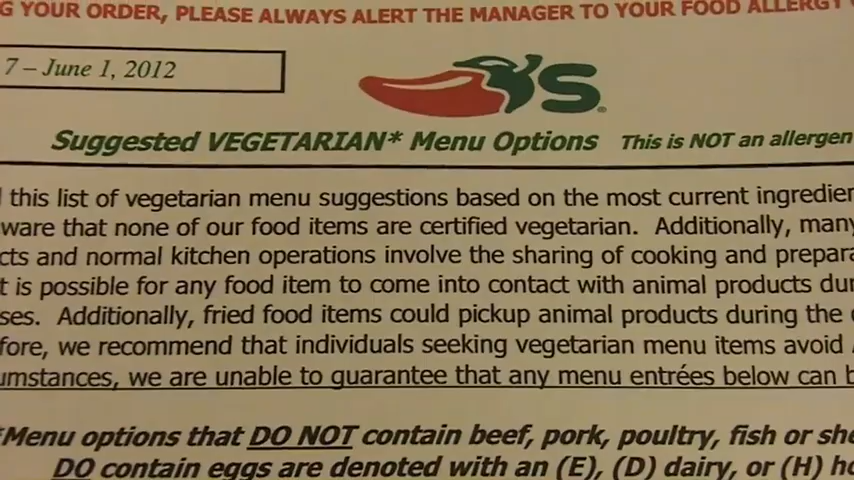 G YOUR ORDER, PLEASE ALWAYS ALERT THE MANAGER TO YOUR FOOD ALLERGY
7 – June 1, 2012
'S
Suggested VEGETARIAN* Menu Options This is NOT an allergen
this list of vegetarian menu suggestions based on the most current ingredien
ware that none of our food items are certified vegetarian. Additionally, many
cts and normal kitchen operations involve the sharing of cooking and prepara
t is possible for any food item to come into contact with animal products dur
ses. Additionally, fried food items could pickup animal products during the
fore, we recommend that individuals seeking vegetarian menu items avoid
umstances, we are unable to guarantee that any menu entrées below can b
*Menu options that DO NOT contain beef, pork, poultry, fish or she
DO contain eggs are denoted with an (E), (D) dairy, or (H) ho